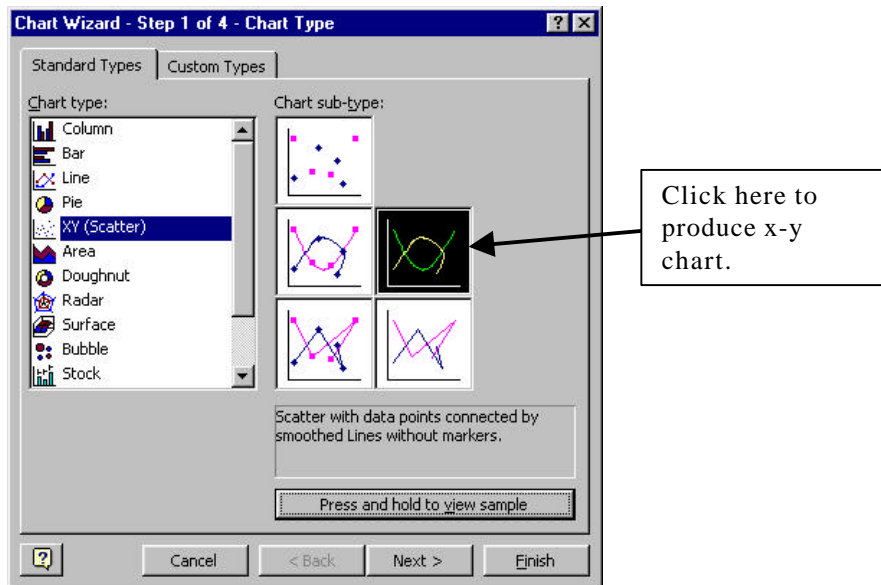 Chart Wizard - Step 1 of 4 - Chart Type
Standard Types
Custom Types
Chart type:
Column
Bar
Line
Pie
XY (Scatter)
Area
Doughnut
Radar
Surface
Bubble
Stock
Chart sub-type:
Scatter with data points connected by
smoothed Lines without markers.
Press and hold to view sample
Cancel
< Back
Next >
Finish
Click here to
produce x-y
chart.